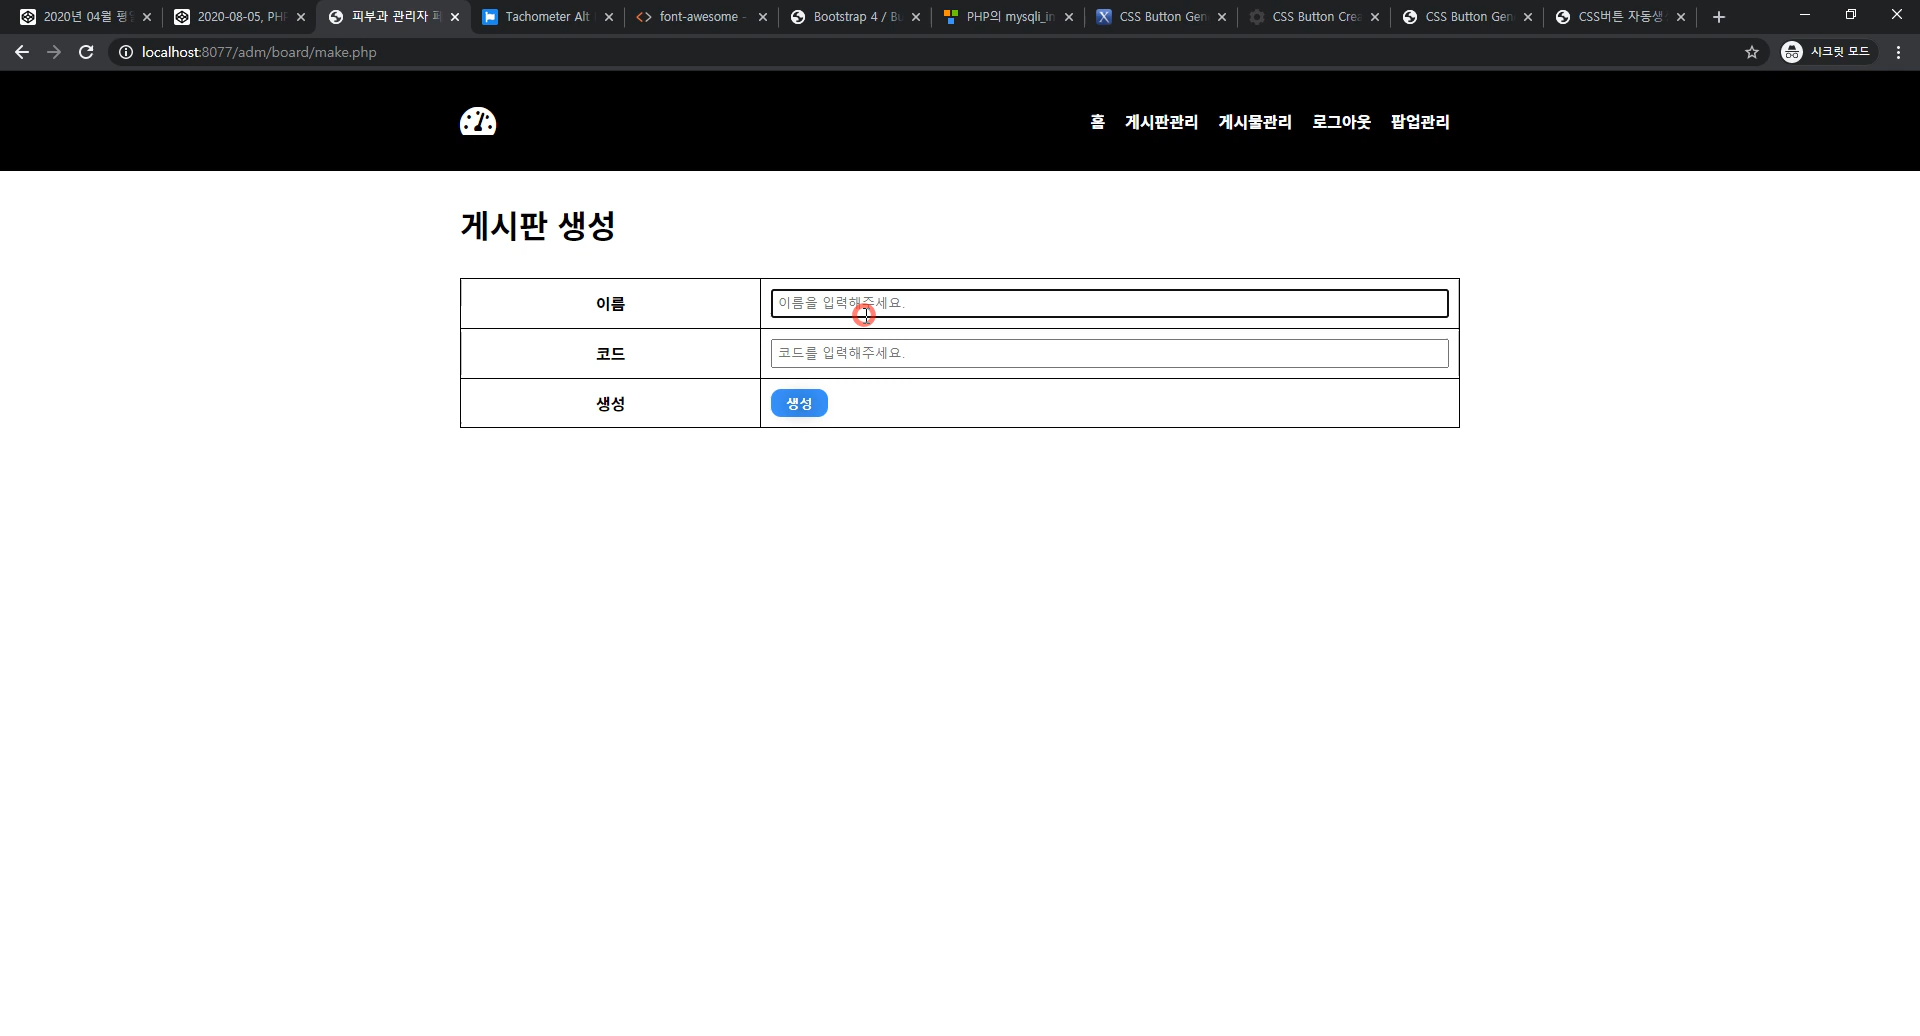 2020년 04월 평
2020-08-05, PHP
피부과 관리자 페
Tachometer Alt
font-awesome -
Bootstrap 4 / Bu
PHP의 mysqli_in
CSS Button Gen
CSS Button Crea
CSS Button Gen
CSS버튼 자동생
localhost:8077/adm/board/make.php
시크릿 모드
홈 게시판관리 게시물관리 로그아웃 팝업관리
게시판 생성
이름
이름을 입력해주세요.
코드
코드를 입력해주세요.
생성
생성